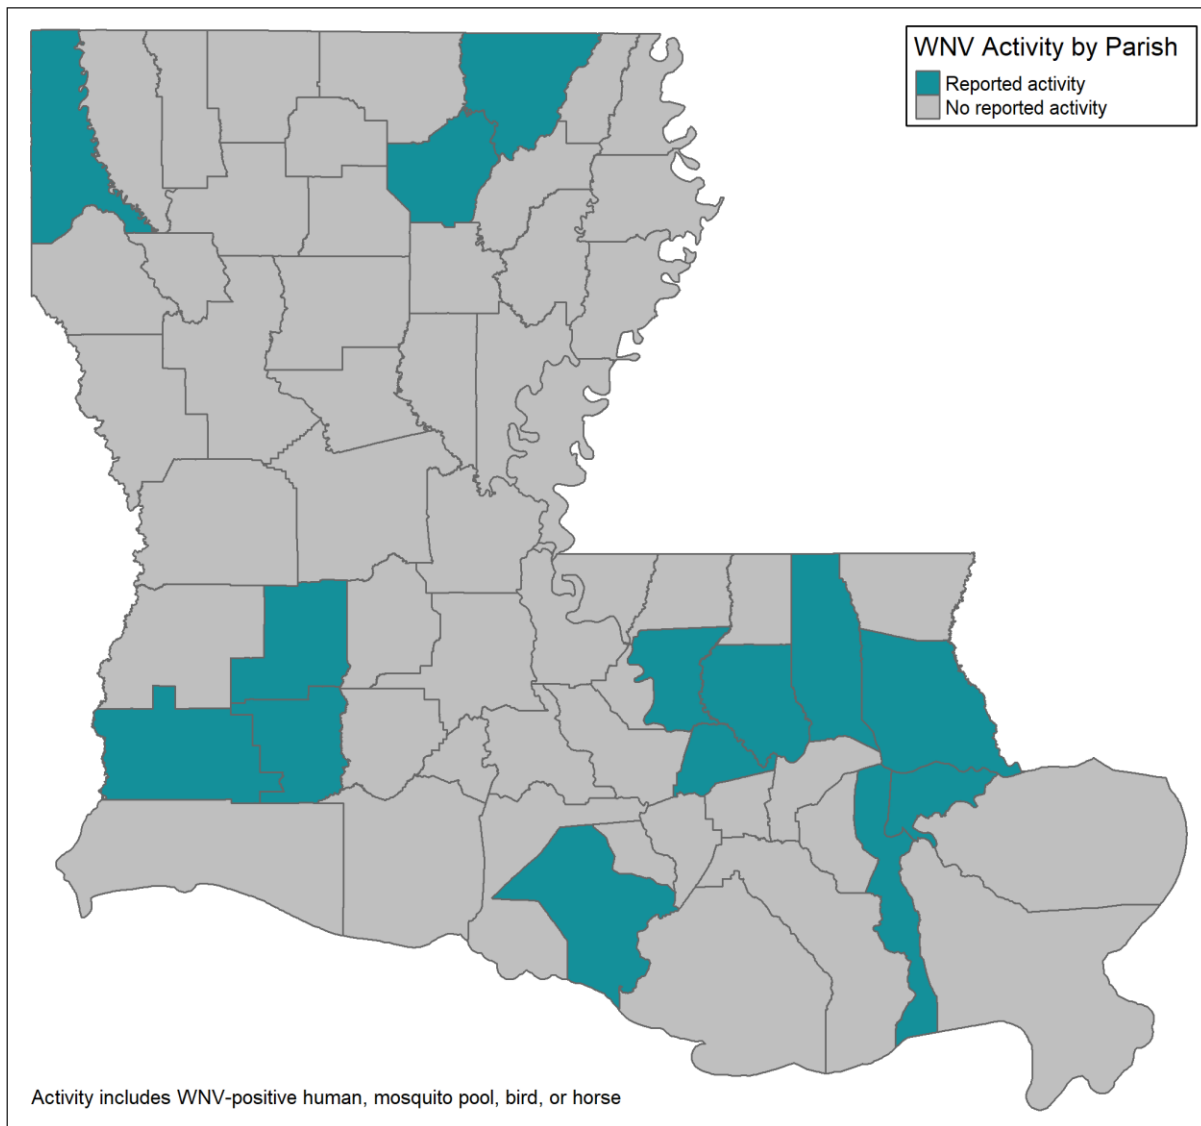 WNV Activity by Parish
Reported activity
No reported activity
Activity includes WNV-positive human, mosquito pool, bird, or horse